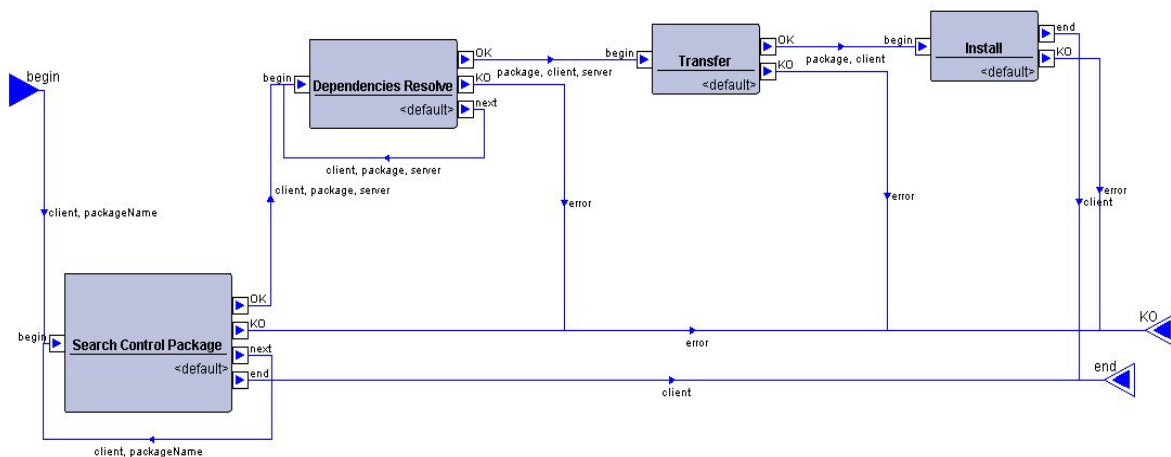 begin
client, packageName
begin
Search Control Package
<default>
OK
KO
next
end
client, packageName
client, package, server
begin
Dependencies Resolve
<default>
OK
KO
next
client, package, server
package, client, server
error
begin
Transfer
<default>
OK
KO
package, client
error
begin
Install
<default>
end
KO
error
client
error
client
KO
end